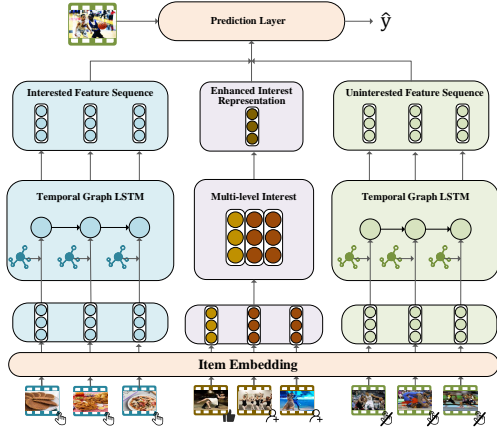 Prediction Layer
ŷ
Interested Feature Sequence
Enhanced Interest
Representation
Uninterested Feature Sequence
Temporal Graph LSTM
Multi-level Interest
Temporal Graph LSTM
Item Embedding